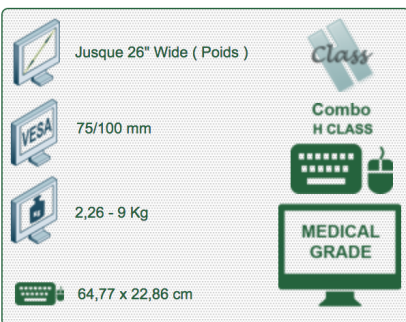 Jusque 26" Wide ( Poids )
Class
VESA
75/100 mm
Combo
H CLASS
KG
2,26 - 9 Kg
MEDICAL
GRADE
64,77 x 22,86 cm